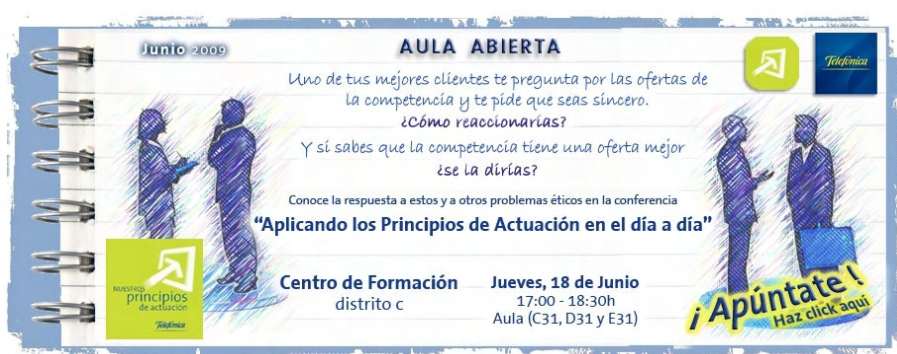 Junio 2009
AULA ABIERTA
Telefónica
Uno de tus mejores clientes te pregunta por las ofertas de
la competencia y te pide que seas sincero.
¿Cómo reaccionarías?
Y si sabes que la competencia tiene una oferta mejor
¿se la dirías?
Conoce la respuesta a estos y a otros problemas éticos en la conferencia
“Aplicando los Principios de Actuación en el día a día”
NUESTROS
principios
de actuación
Telefónica
Centro de Formación
distrito c
Jueves, 18 de Junio
17:00 - 18:30h
Aula (C31, D31 y E31)
¡Apúntate!
Haz click aquí